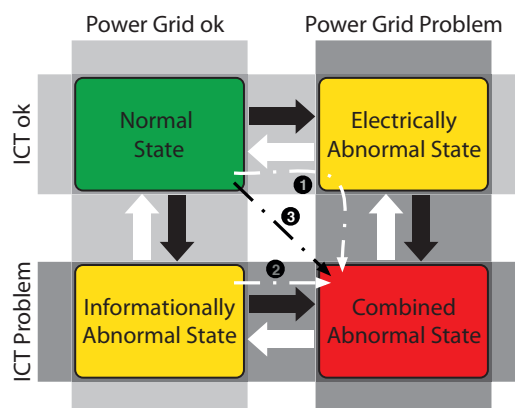 Power Grid ok
Power Grid Problem
ICT ok
Normal
State
Electrically
Abnormal State
1
3
2
ICT Problem
Informationally
Abnormal State
Combined
Abnormal State